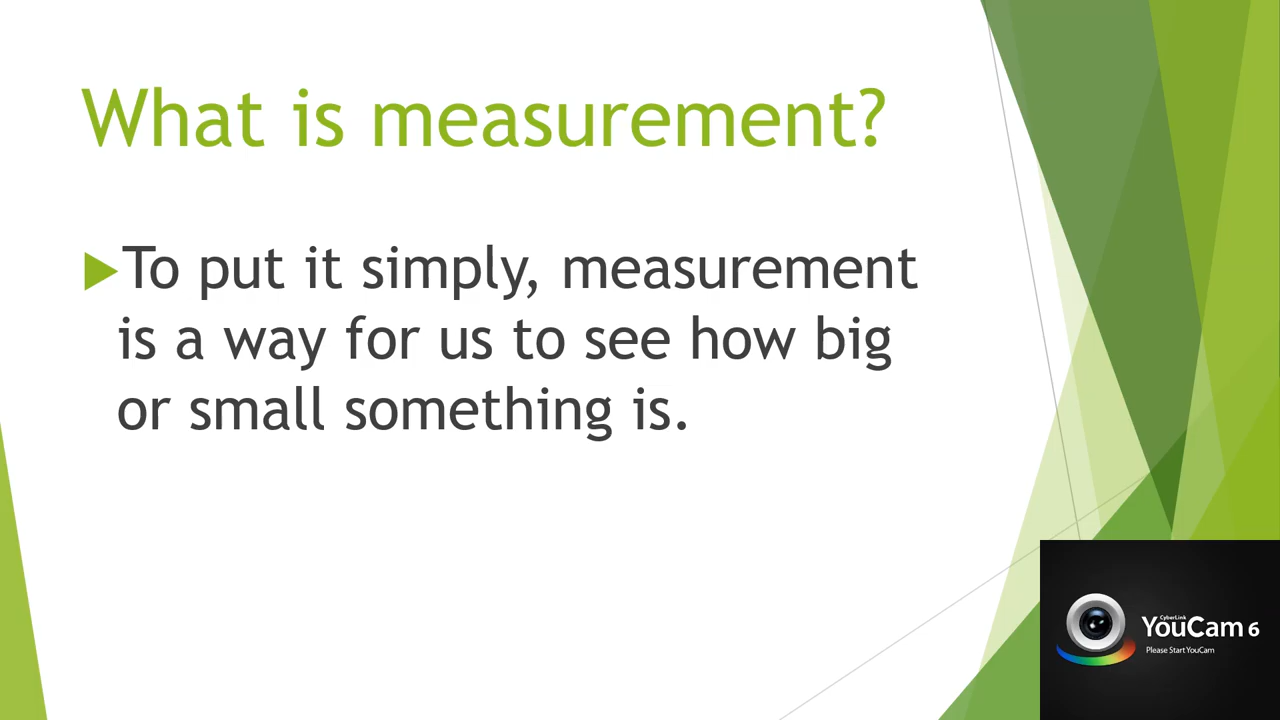 What is measurement?
To put it simply, measurement
is a way for us to see how big
or small something is.
CyberLink
YouCam 6
Please Start YouCam